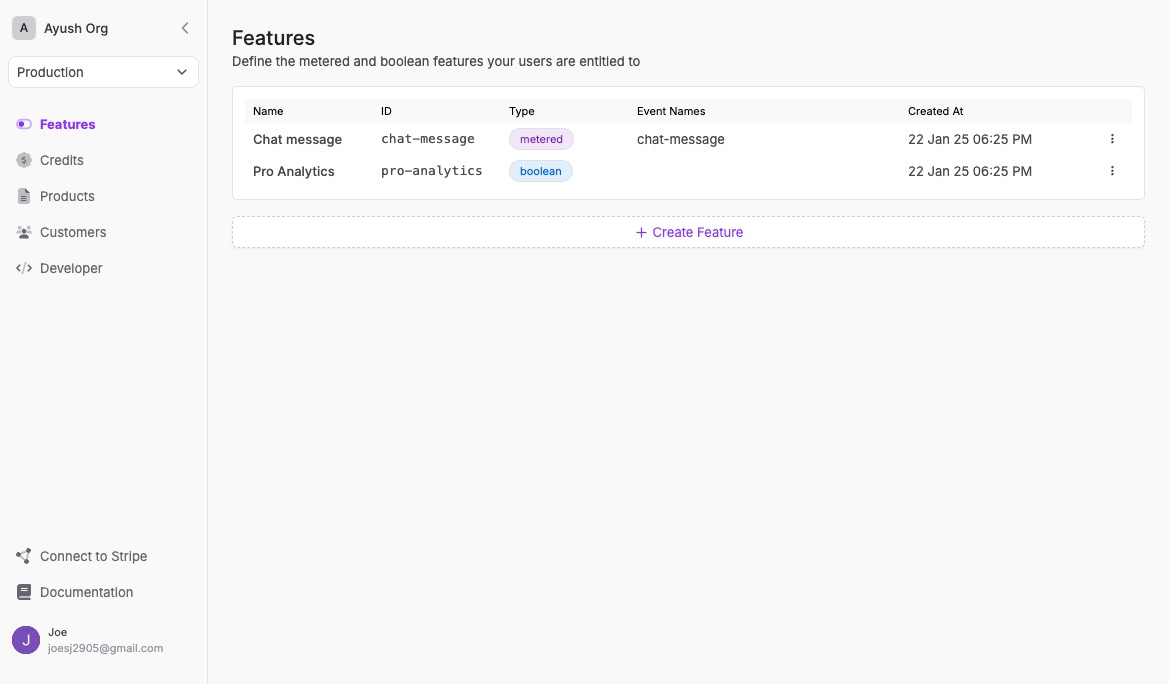 A Ayush Org
Production
Features
Credits
Products
Customers
Developer
Connect to Stripe
Documentation
J Joe
joesj2905@gmail.com
Features
Define the metered and boolean features your users are entitled to
Name ID Type Event Names Created At
Chat message chat-message metered chat-message 22 Jan 25 06:25 PM
Pro Analytics pro-analytics boolean 22 Jan 25 06:25 PM
+ Create Feature